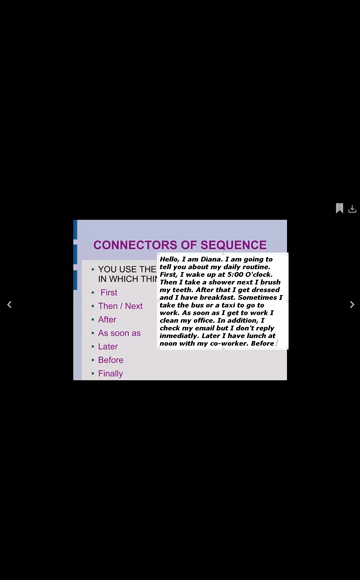 CONNECTORS OF SEQUENCE
YOU USE THE
IN WHICH THI
First
Then / Next
After
As soon as
Later
Before
Finally
Hello, I am Diana. I am going to
tell you about my daily routine.
First, I wake up at 5:00 O'clock.
Then I take a shower next I brush
my teeth. After that I get dressed
and I have breakfast. Sometimes I
take the bus or a taxi to go to
work. As soon as I get to work I
clean my office. In addition, I
check my email but I don't reply
inmediatly. Later I have lunch at
noon with my co-worker. Before